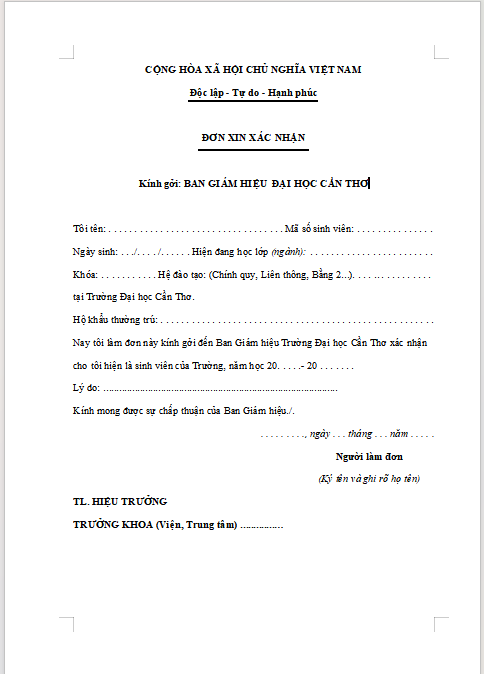 CỘNG HÒA XÃ HỘI CHỦ NGHĨA VIỆT NAM
Độc lập - Tự do - Hạnh phúc
ĐƠN XIN XÁC NHẬN
Kính gởi: BAN GIÁM HIỆU ĐẠI HỌC CẦN THƠ
Tôi tên: . . . . . . . . . . . . . . . . . . . . . . . . . . . . . . . . . . Mã số sinh viên: . . . . . . . . . . . . . . .
Ngày sinh: . . ./. . . . /. . . . . . Hiện đang học lớp (ngành): . . . . . . . . . . . . . . . . . . . . . . . .
Khóa: . . . . . . . . . . . Hệ đào tạo: (Chính quy, Liên thông, Bằng 2...). . . . . . . . . . . . . . . .
tại Trường Đại học Cần Thơ.
Hộ khẩu thường trú: . . . . . . . . . . . . . . . . . . . . . . . . . . . . . . . . . . . . . . . . . . . . . . . . . . . . .
Nay tôi làm đơn này kính gởi đến Ban Giám hiệu Trường Đại học Cần Thơ xác nhận
cho tôi hiện là sinh viên của Trường, năm học 20. . . . .- 20 . . . . . . .
Lý do: ..........................................................................................
Kính mong được sự chấp thuận của Ban Giám hiệu./.
. . . . . . . . ., ngày . . . tháng . . . năm . . . . .
Người làm đơn
(Ký tên và ghi rõ họ tên)
TL. HIỆU TRƯỞNG
TRƯỞNG KHOA (Viện, Trung tâm) ................